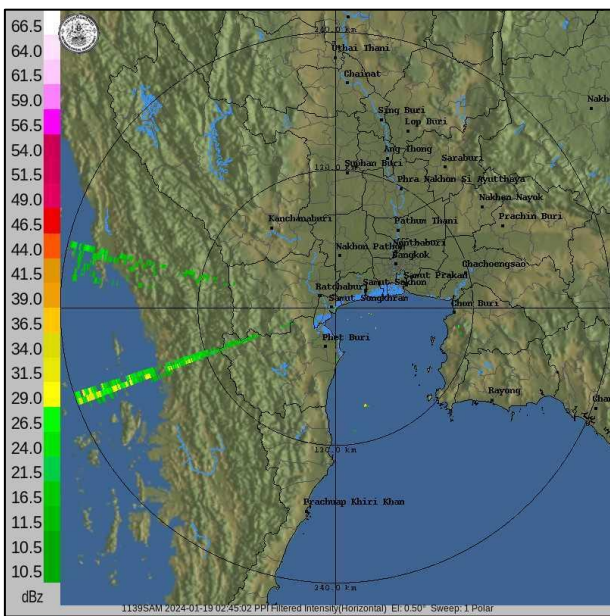 66.5
64.0
61.5
59.0
56.5
54.0
51.5
49.0
46.5
44.0
41.5
39.0
36.5
34.0
31.5
29.0
26.5
24.0
21.5
19.0
16.5
14.0
11.5
10.5
dBz
Uthai Thani
Chainat
Sing Buri
Lop Buri
Nakh
Ang Thong
Suphan Buri
Saraburi
Phra Nakhon Si Ayutthaya
Nakhon Nayok
Kanchanaburi
Pathum Thani
Prachin Buri
Nonthaburi
Nakhon Pathom
Bangkok
Chachoengsao
Samut Prakan
Ratchaburi
Samut Sakhon
Samut Songkhram
Chon Buri
Phet Buri
Rayong
Chan
120.0 km
Prachuap Khiri Khan
240.0 km
1139SAM 2024-01-19 02:45:02 PPI Filtered Intensity(Horizontal) El: 0.50° Sweep: 1 Polar